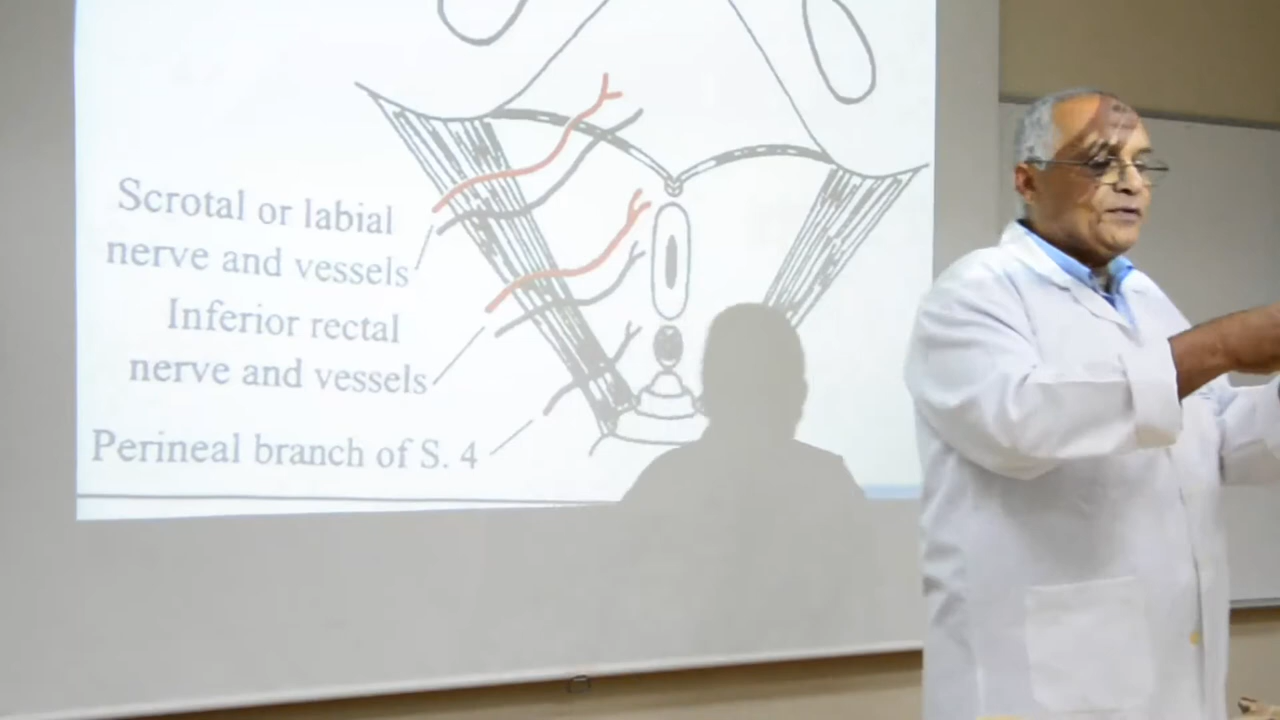 Scrotal or labial
nerve and vessels
Inferior rectal
nerve and vessels
Perineal branch of S. 4